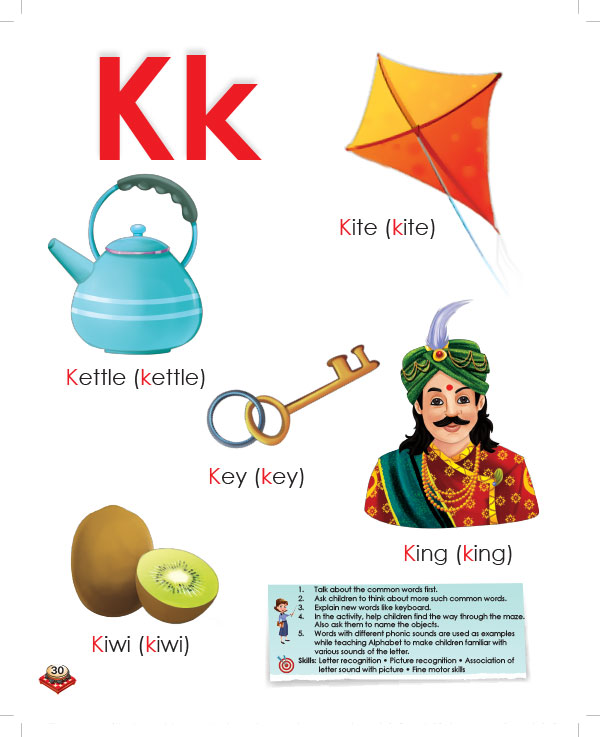 Kk
Kite (kite)
Kettle (kettle)
Key (key)
King (king)
Kiwi (kiwi)
1. Talk about the common words first.
2. Ask children to think about more such common words.
3. Explain new words like keyboard.
4. In the activity, help children find the way through the maze.
Also ask them to name the objects.
5. Words with different phonic sounds are used as examples
while teaching Alphabet to make children familiar with
various sounds of the letter.
Skills: Letter recognition • Picture recognition • Association of
letter sound with picture • Fine motor skills
30